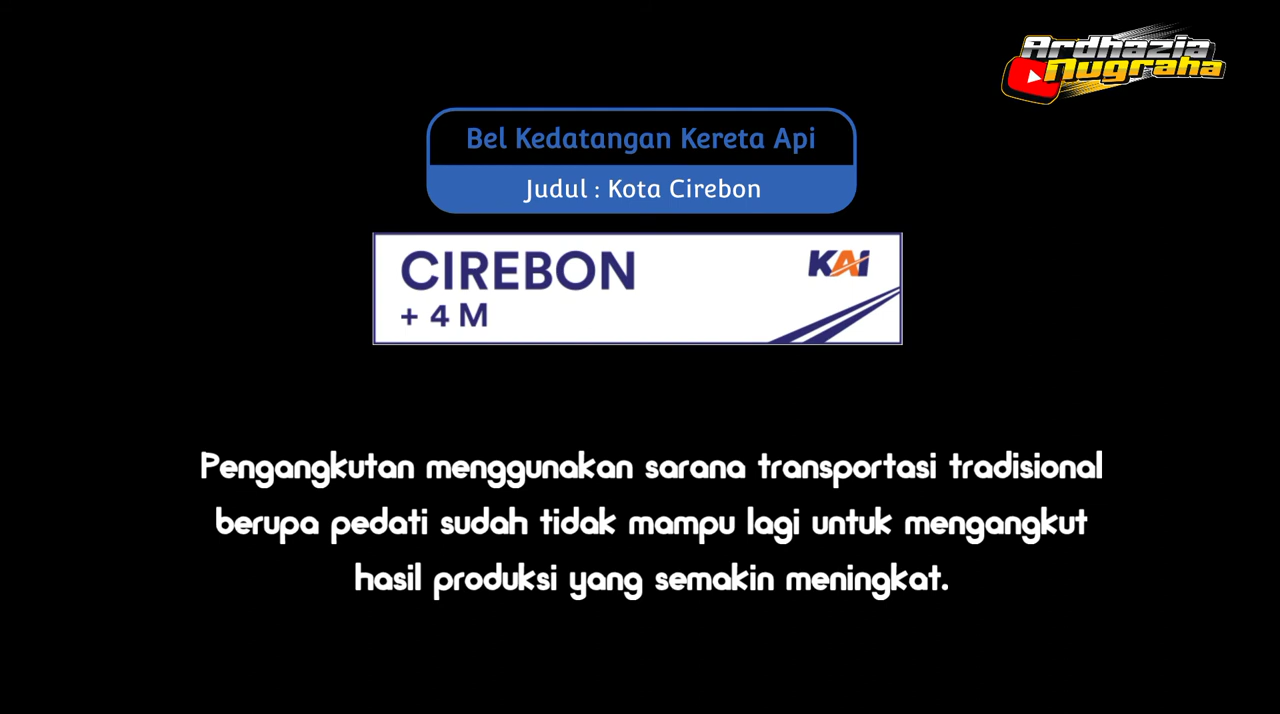 Ardhazia
Nugraha
Bel Kedatangan Kereta Api
Judul : Kota Cirebon
CIREBON
KAI
+ 4 M
Pengangkutan menggunakan sarana transportasi tradisional
berupa pedati sudah tidak mampu lagi untuk mengangkut
hasil produksi yang semakin meningkat.